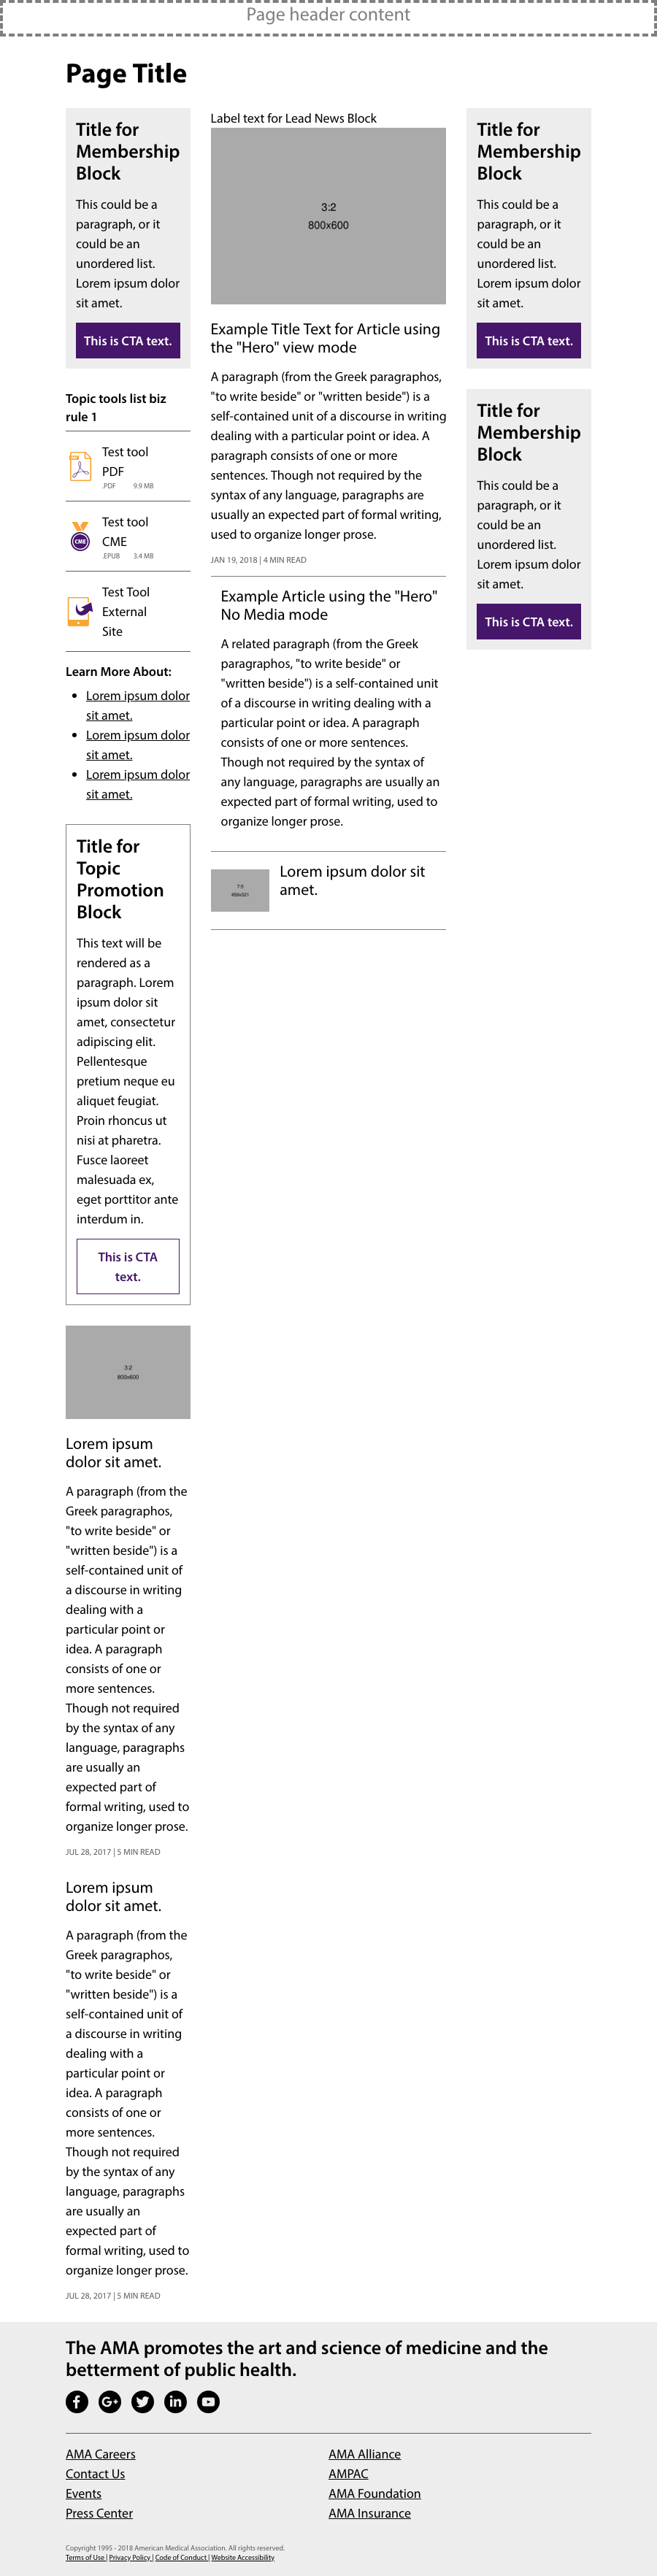 Page header content
Page Title
Title for
Membership
Block
This could be a
paragraph, or it
could be an
unordered list.
Lorem ipsum dolor
sit amet.
This is CTA text.
Topic tools list biz
rule 1
Test tool
PDF
.PDF 9.9 MB
CME
Test tool
CME
.EPUB 3.4 MB
Test Tool
External
Site
Learn More About:
Lorem ipsum dolor
sit amet.
Lorem ipsum dolor
sit amet.
Lorem ipsum dolor
sit amet.
Title for
Topic
Promotion
Block
This text will be
rendered as a
paragraph. Lorem
ipsum dolor sit
amet, consectetur
adipiscing elit.
Pellentesque
pretium neque eu
aliquet feugiat.
Proin rhoncus ut
nisi at pharetra.
Fusce laoreet
malesuada ex,
eget porttitor ante
interdum in.
This is CTA
text.
3:2
800x600
Lorem ipsum
dolor sit amet.
A paragraph (from the
Greek paragraphos,
"to write beside" or
"written beside") is a
self-contained unit of
a discourse in writing
dealing with a
particular point or
idea. A paragraph
consists of one or
more sentences.
Though not required
by the syntax of any
language, paragraphs
are usually an
expected part of
formal writing, used to
organize longer prose.
JUL 28, 2017 | 5 MIN READ
Lorem ipsum
dolor sit amet.
A paragraph (from the
Greek paragraphos,
"to write beside" or
"written beside") is a
self-contained unit of
a discourse in writing
dealing with a
particular point or
idea. A paragraph
consists of one or
more sentences.
Though not required
by the syntax of any
language, paragraphs
are usually an
expected part of
formal writing, used to
organize longer prose.
JUL 28, 2017 | 5 MIN READ
Label text for Lead News Block
3:2
800x600
Example Title Text for Article using
the "Hero" view mode
A paragraph (from the Greek paragraphos,
"to write beside" or "written beside") is a
self-contained unit of a discourse in writing
dealing with a particular point or idea. A
paragraph consists of one or more
sentences. Though not required by the
syntax of any language, paragraphs are
usually an expected part of formal writing,
used to organize longer prose.
JAN 19, 2018 | 4 MIN READ
Example Article using the "Hero"
No Media mode
A related paragraph (from the Greek
paragraphos, "to write beside" or
"written beside") is a self-contained unit
of a discourse in writing dealing with a
particular point or idea. A paragraph
consists of one or more sentences.
Though not required by the syntax of
any language, paragraphs are usually an
expected part of formal writing, used to
organize longer prose.
Lorem ipsum dolor sit
amet.
Title for
Membership
Block
This could be a
paragraph, or it
could be an
unordered list.
Lorem ipsum dolor
sit amet.
This is CTA text.
Title for
Membership
Block
This could be a
paragraph, or it
could be an
unordered list.
Lorem ipsum dolor
sit amet.
This is CTA text.
The AMA promotes the art and science of medicine and the
betterment of public health.
AMA Careers
Contact Us
Events
Press Center
AMA Alliance
AMPAC
AMA Foundation
AMA Insurance
Copyright 1995 - 2018 American Medical Association. All rights reserved.
Terms of Use | Privacy Policy | Code of Conduct | Website Accessibility